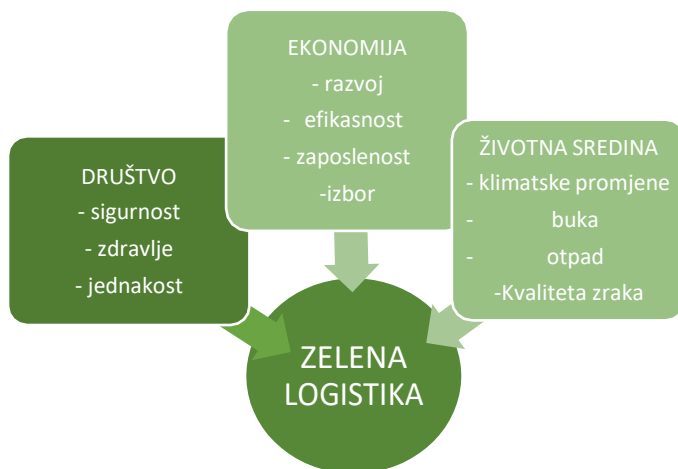 EKONOMIJA
- razvoj
- efikasnost
- zaposlenost
-izbor
DRUŠTVO
- sigurnost
- zdravlje
- jednakost
ŽIVOTNA SREDINA
- klimatske promjene
- buka
- otpad
-Kvaliteta zraka
ZELENA
LOGISTIKA